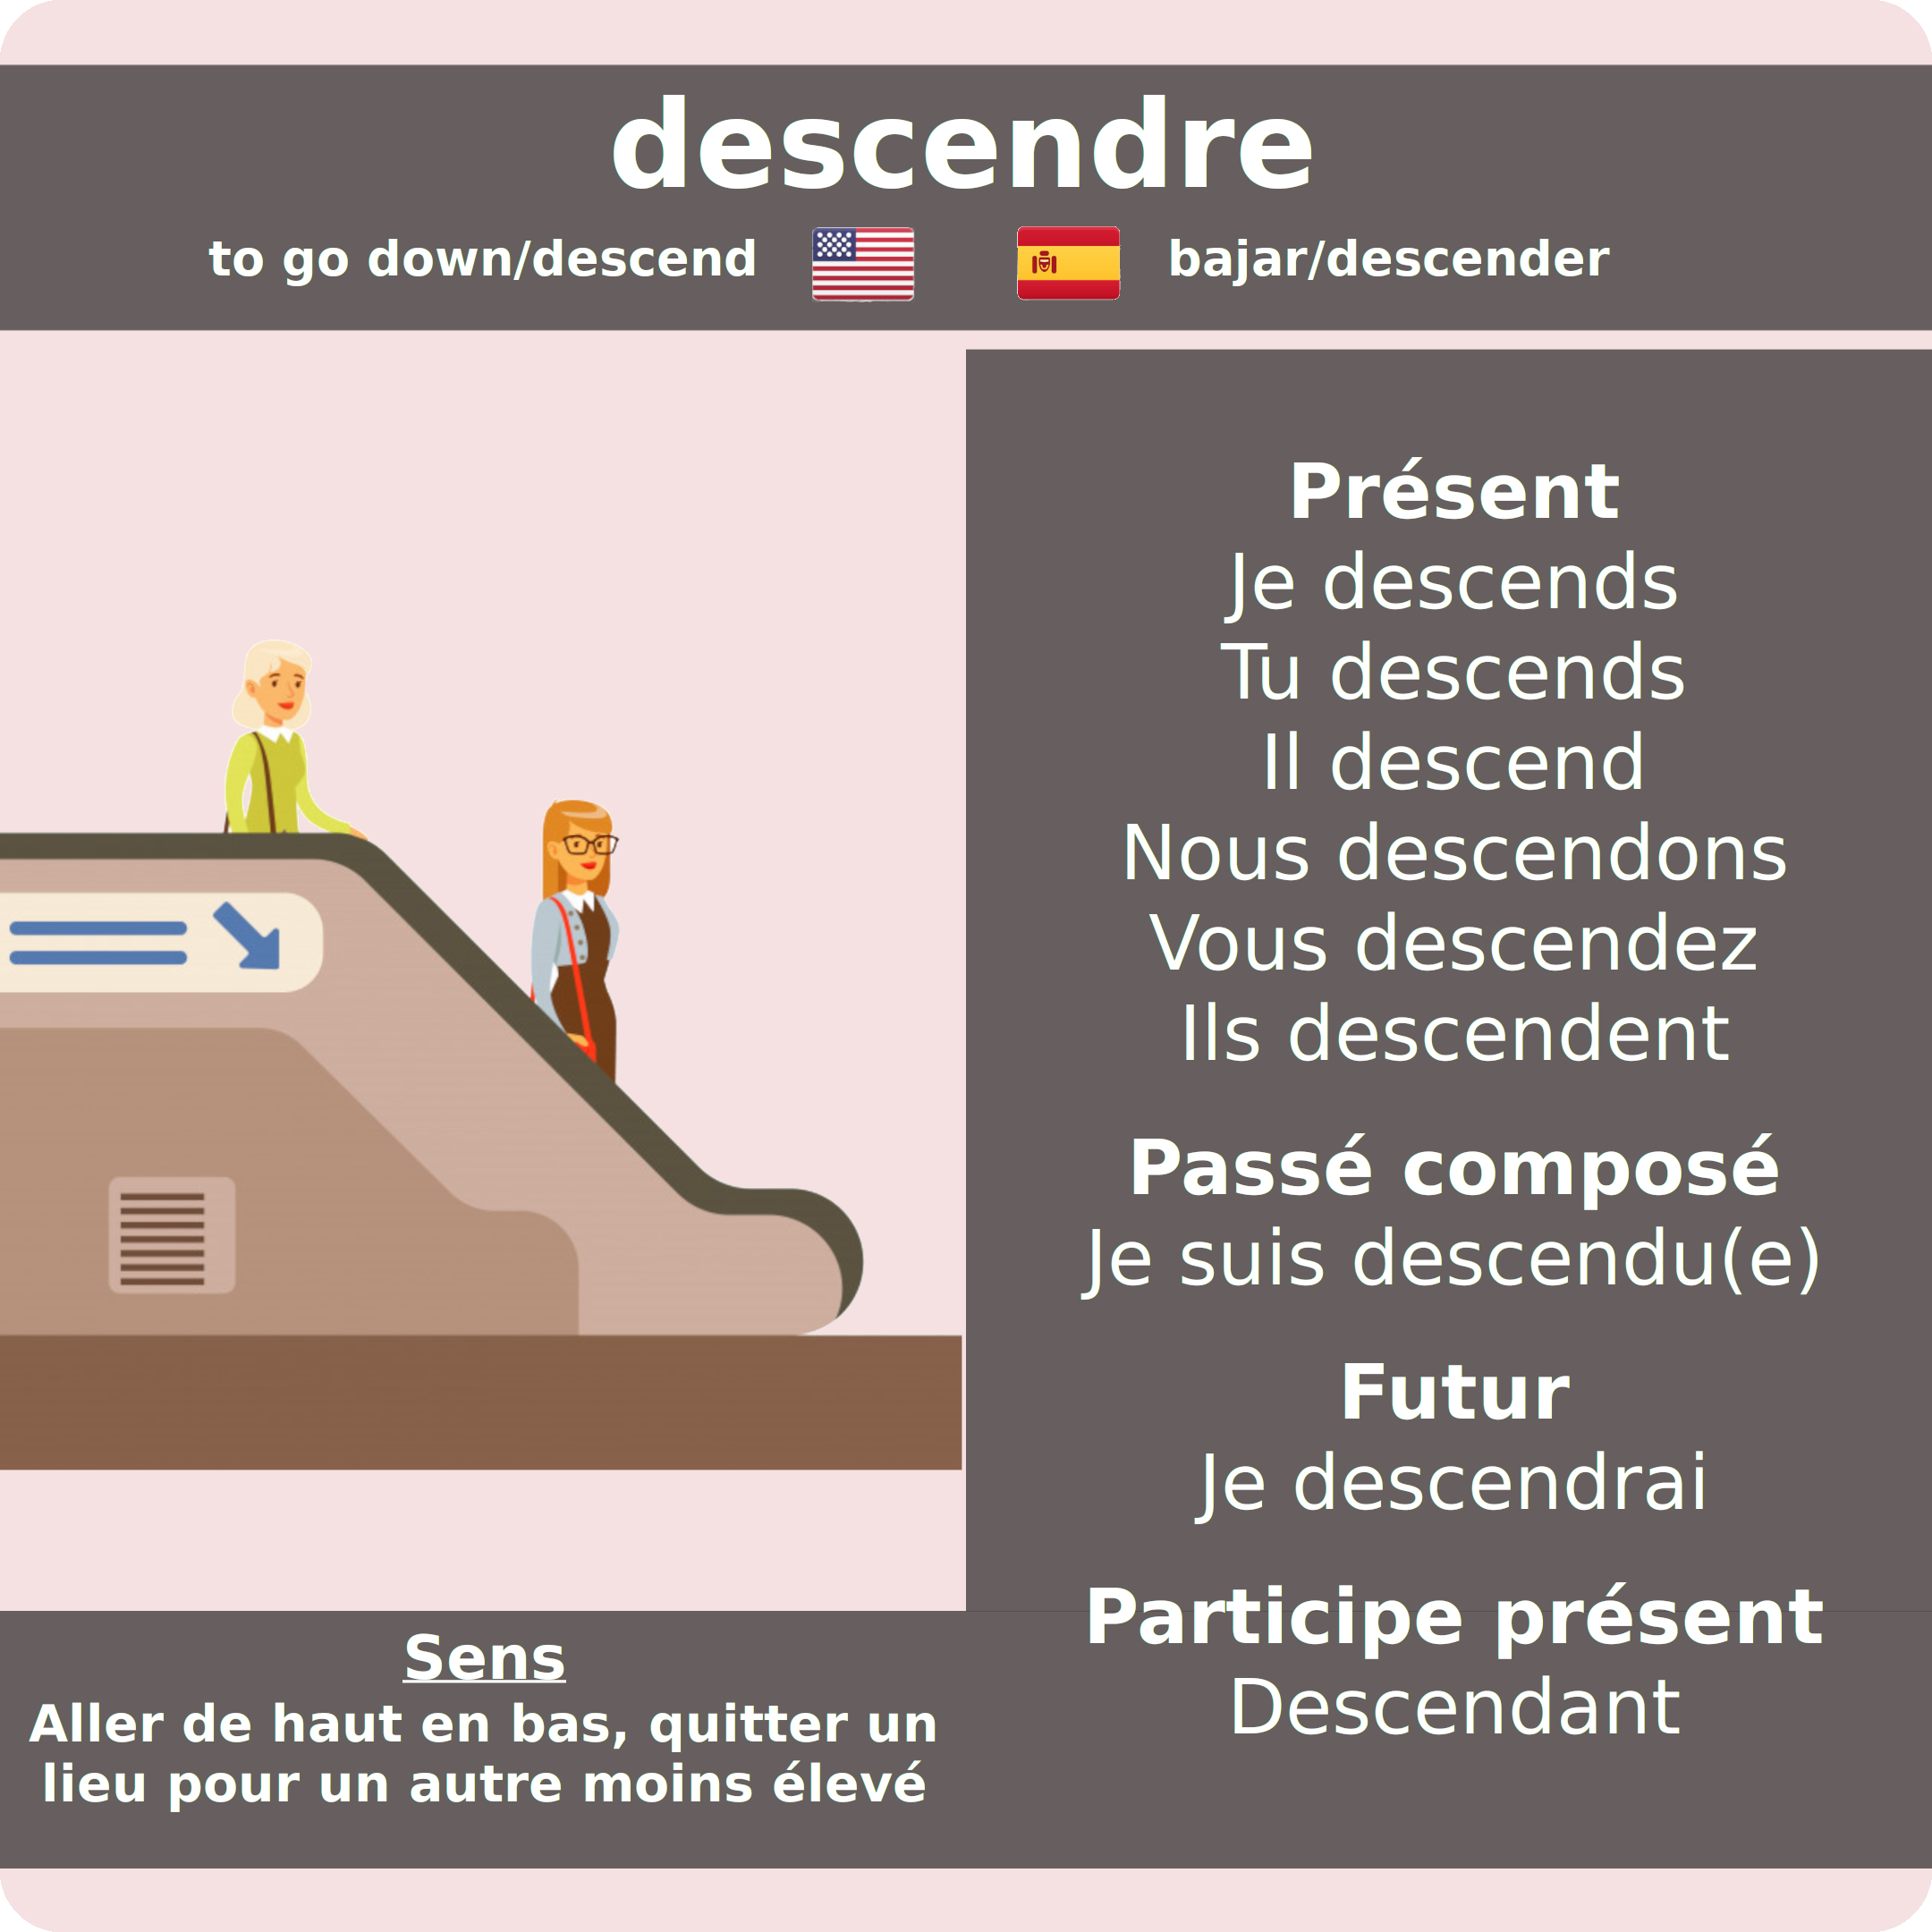 descendre
to go down/descend
bajar/descender
Présent
Je descends
Tu descends
Il descend
Nous descendons
Vous descendez
Ils descendent
Passé composé
Je suis descendu(e)
Futur
Je descendrai
Participe présent
Descendant
Sens
Aller de haut en bas, quitter un
lieu pour un autre moins élevé